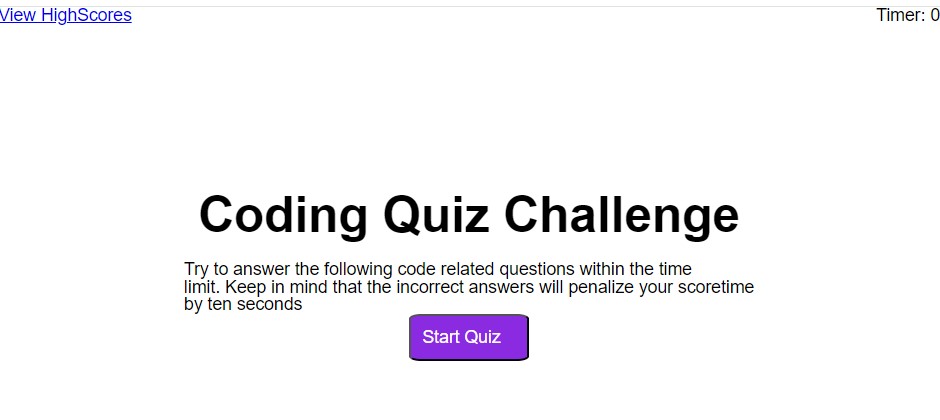 View HighScores
Timer: 0
Coding Quiz Challenge
Try to answer the following code related questions within the time
limit. Keep in mind that the incorrect answers will penalize your scoretime
by ten seconds
Start Quiz